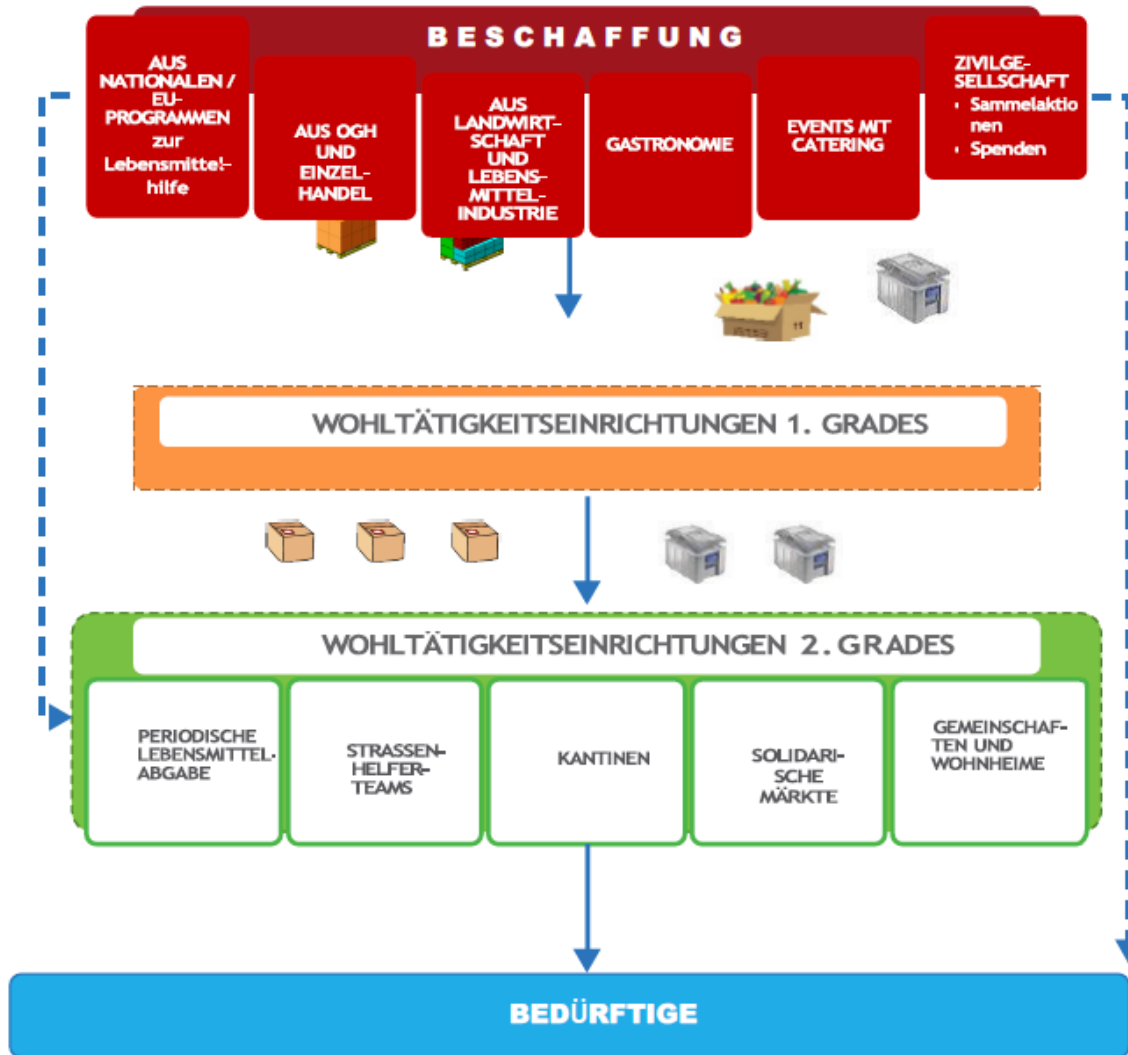 BESCHAFFUNG
AUS
NATIONALEN /
EU-
PROGRAMMEN
zur
Lebensmittel-
hilfe
AUS OGH
UND
EINZEL-
HANDEL
AUS
LANDWIRT-
SCHAFT
UND
LEBENS-
MITTEL-
INDUSTRIE
GASTRONOMIE
EVENTS MIT
CATERING
ZIVILGE-
SELLSCHAFT
• Sammelaktio
nen
• Spenden
11
WOHLTÄTIGKEITSEINRICHTUNGEN 1. GRADES
WOHLTÄTIGKEITSEINRICHTUNGEN 2. GRADES
PERIODISCHE
LEBENSMITTEL-
ABGABE
STRASSEN-
HELFER-
TEAMS
KANTINEN
SOLIDARI-
SCHE
MÄRKTE
GEMEINSCHAF-
TEN UND
WOHNHEIME
BEDÜRFTIGE